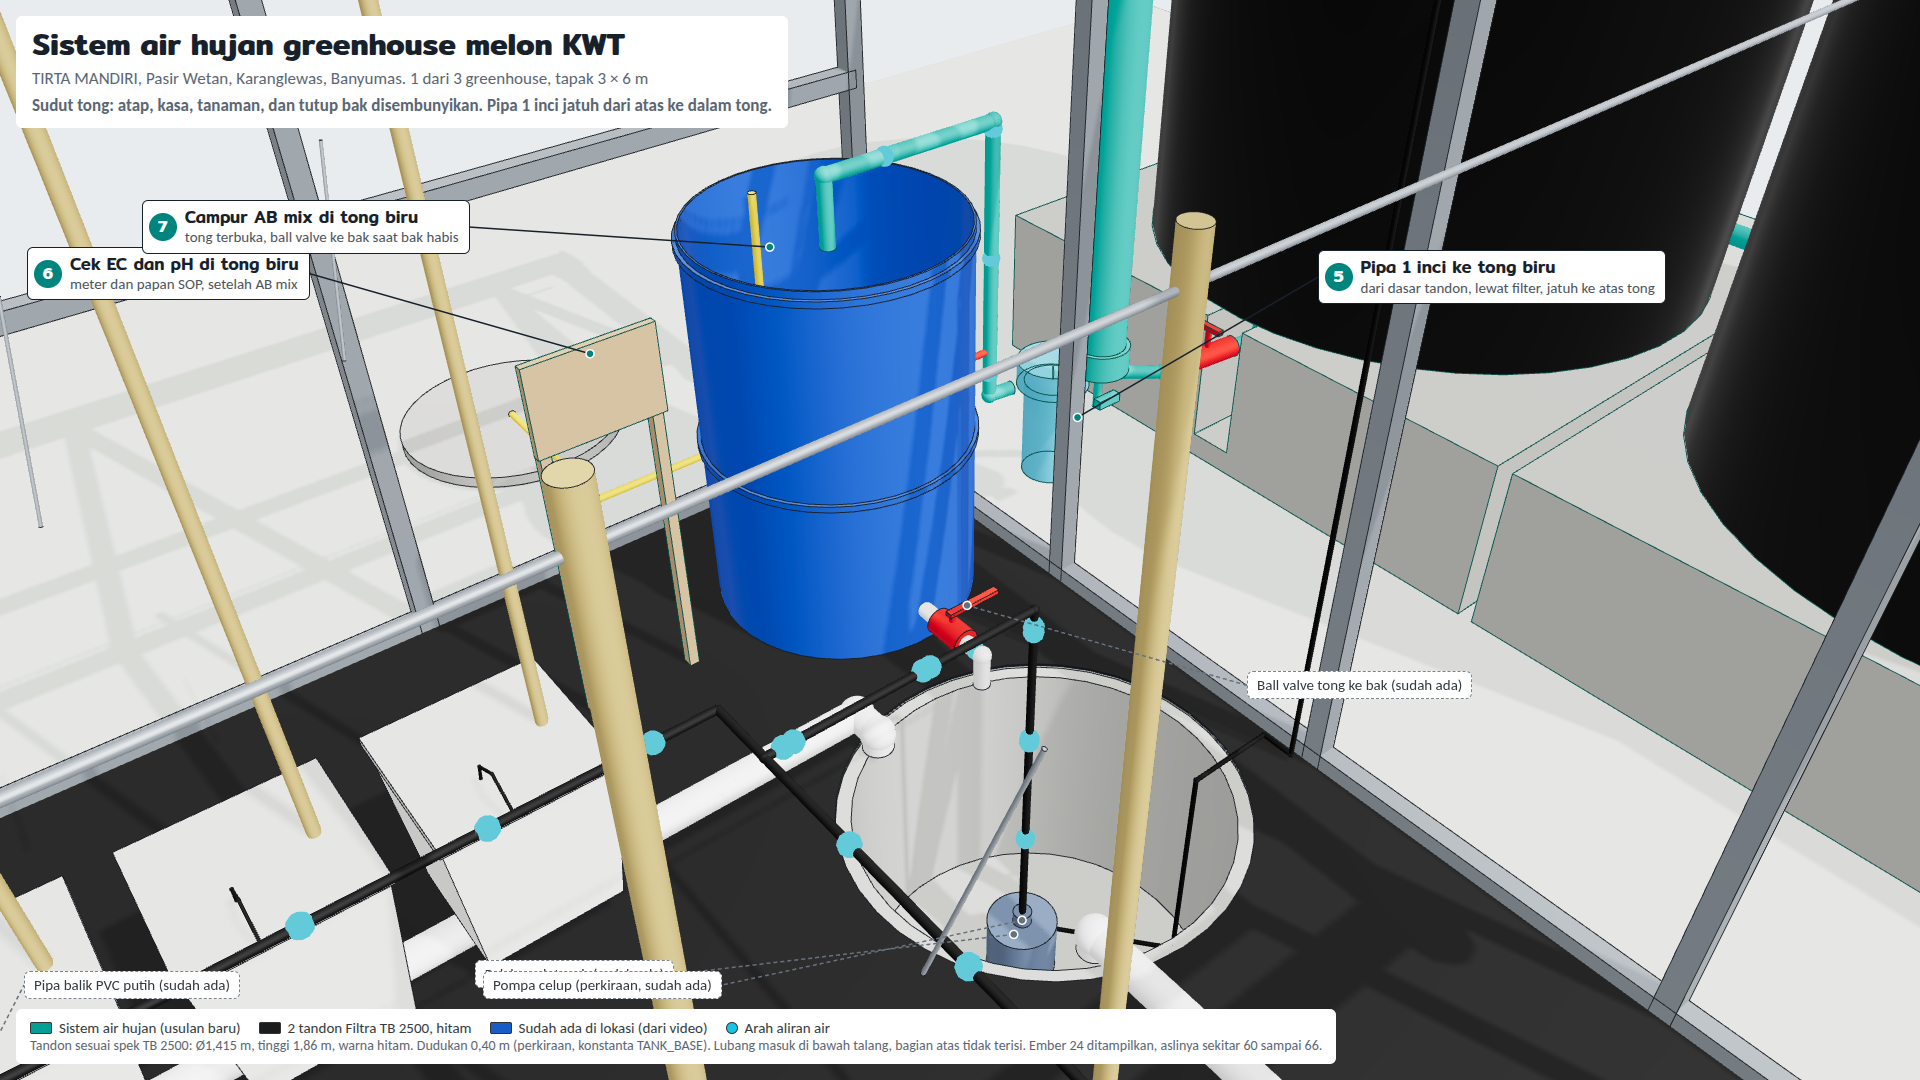 Sistem air hujan greenhouse melon KWT
TIRTA MANDIRI, Pasir Wetan, Karanglewas, Banyumas. 1 dari 3 greenhouse, tapak 3 × 6 m
Sudut tong: atap, kasa, tanaman, dan tutup bak disembunyikan. Pipa 1 inci jatuh dari atas ke dalam tong.
7 Campur AB mix di tong biru
tong terbuka, ball valve ke bak saat bak habis
6 Cek EC dan pH di tong biru
meter dan papan SOP, setelah AB mix
5 Pipa 1 inci ke tong biru
dari dasar tandon, lewat filter, jatuh ke atas tong
Ball valve tong ke bak (sudah ada)
Pipa balik PVC putih (sudah ada)
Pompa celup (perkiraan, sudah ada)
Sistem air hujan (usulan baru)
2 tandon Filtra TB 2500, hitam
Sudah ada di lokasi (dari video)
Arah aliran air
Tandon sesuai spek TB 2500: Ø1,415 m, tinggi 1,86 m, warna hitam. Dudukan 0,40 m (perkiraan, konstanta TANK_BASE). Lubang masuk di bawah talang, bagian atas tidak terisi. Ember 24 ditampilkan, aslinya sekitar 60 sampai 66.